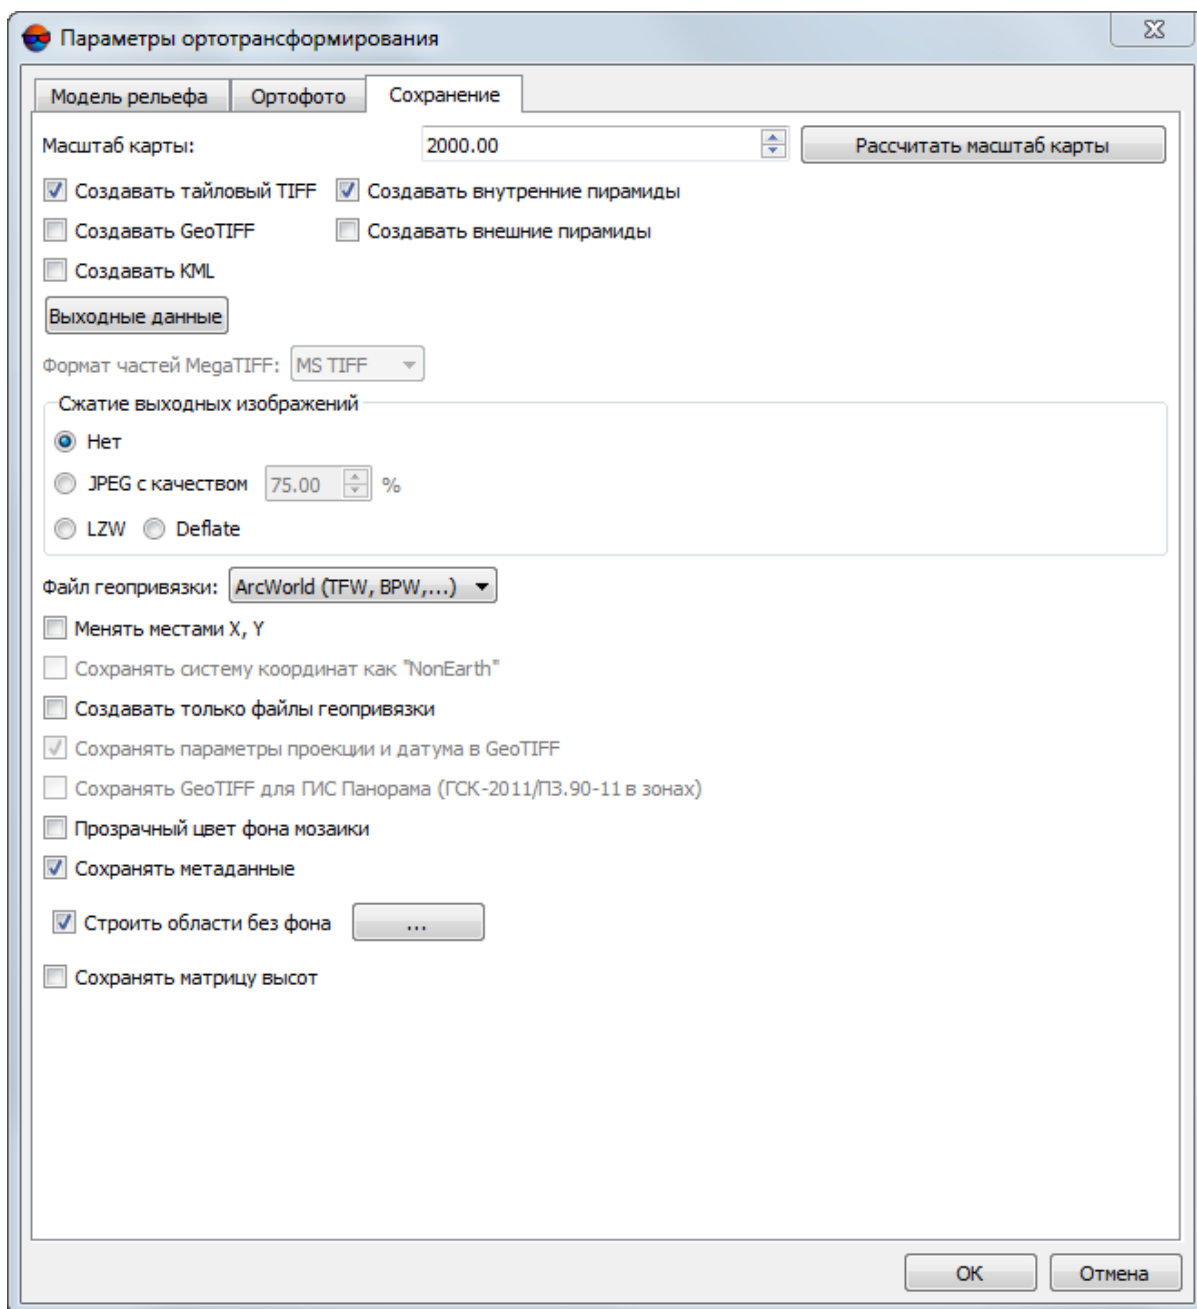 Параметры ортотрансформирования
Модель рельефа Ортофото Сохранение
Масштаб карты: 2000.00 Рассчитать масштаб карты
Создавать тайловый TIFF Создавать внутренние пирамиды
Создавать GeoTIFF Создавать внешние пирамиды
Создавать KML
Выходные данные
Формат частей MegaTIFF: MS TIFF
Сжатие выходных изображений
Нет
JPEG с качеством 75.00 %
LZW Deflate
Файл геопривязки: ArcWorld (TFW, BPW,...)
Менять местами X, Y
Сохранять систему координат как "NonEarth"
Создавать только файлы геопривязки
Сохранять параметры проекции и датума в GeoTIFF
Сохранять GeoTIFF для ГИС Панорама (ГСК-2011/ПЗ.90-11 в зонах)
Прозрачный цвет фона мозаики
Сохранять метаданные
Строить области без фона ...
Сохранять матрицу высот
OK Отмена